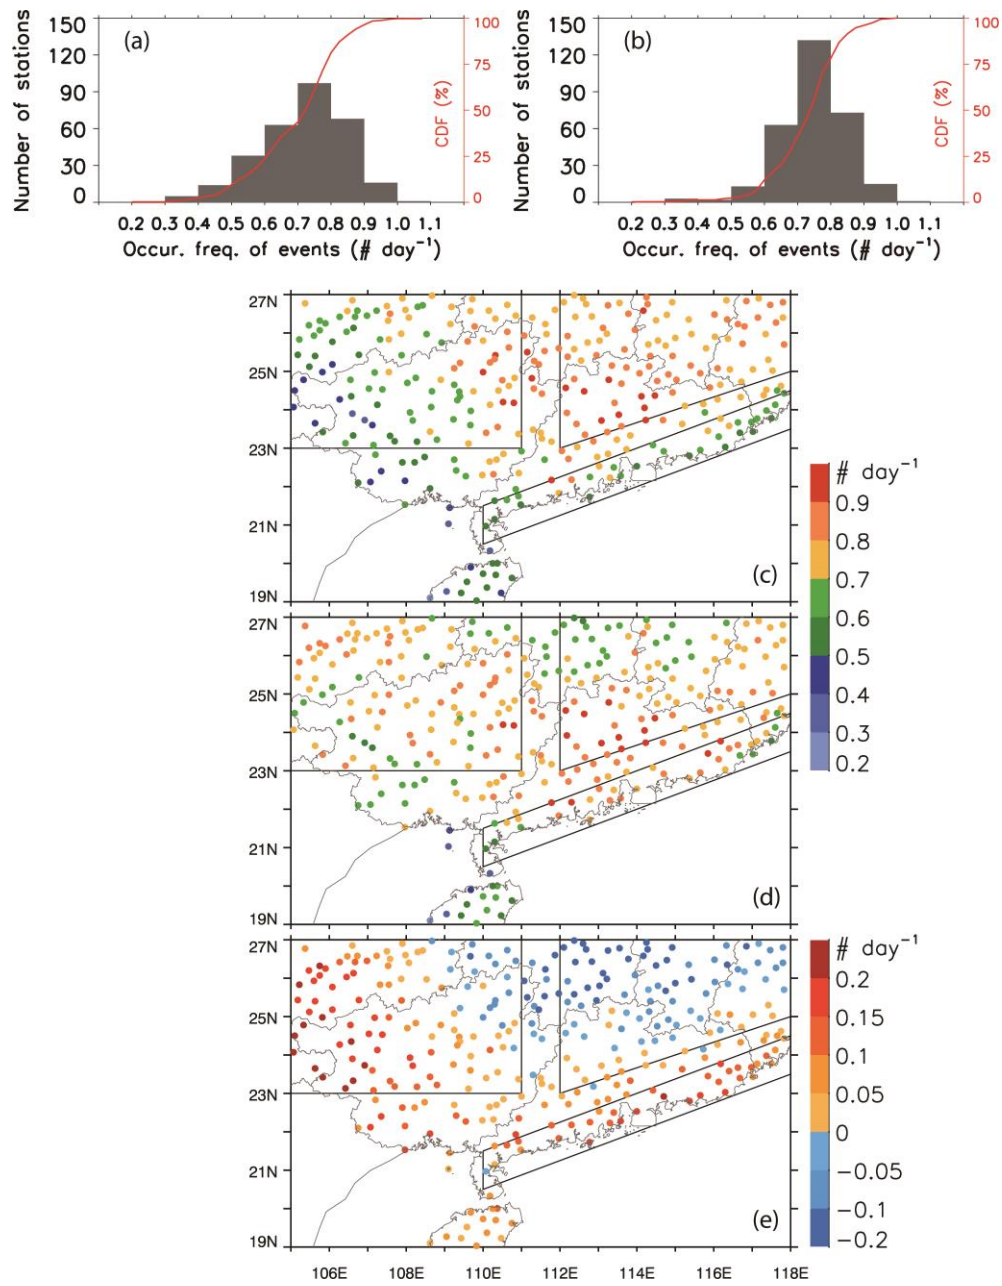 (a)
Number of stations
150
120
90
60
30
0
100
75
50
25
0
CDF (%)
0.2 0.3 0.4 0.5 0.6 0.7 0.8 0.9 1.0 1.1
Occur. freq. of events (# day⁻¹)
(b)
Number of stations
150
120
90
60
30
0
100
75
50
25
0
CDF (%)
0.2 0.3 0.4 0.5 0.6 0.7 0.8 0.9 1.0 1.1
Occur. freq. of events (# day⁻¹)
27N
25N
23N
21N
19N
(c)
27N
25N
23N
21N
19N
(d)
# day⁻¹
0.9
0.8
0.7
0.6
0.5
0.4
0.3
0.2
27N
25N
23N
21N
19N
(e)
106E 108E 110E 112E 114E 116E 118E
# day⁻¹
0.2
0.15
0.1
0.05
0
-0.05
-0.1
-0.2